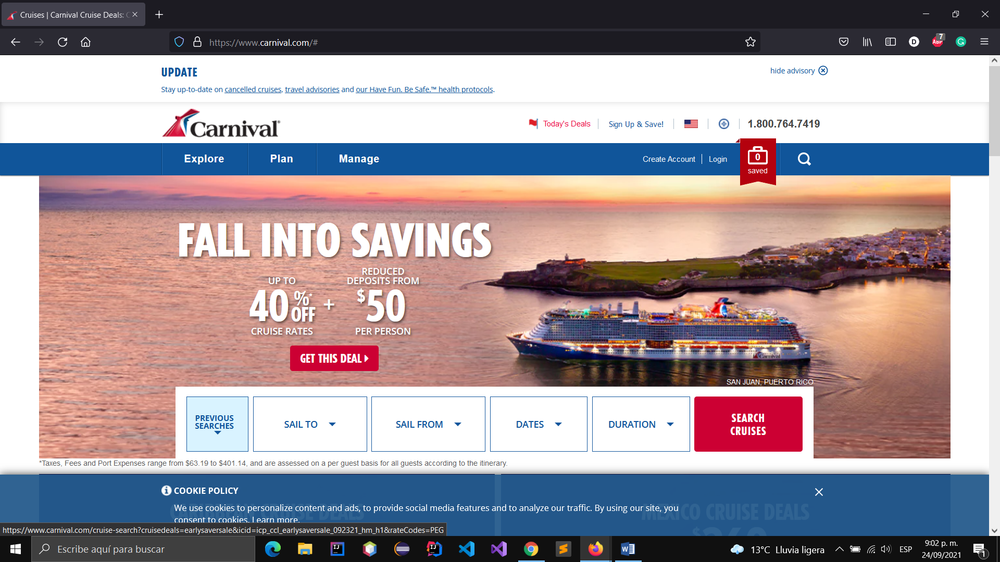 Cruises | Carnival Cruise Deals: C
https://www.carnival.com/#
D
ABP
7
G
UPDATE
hide advisory
Stay up-to-date on cancelled cruises, travel advisories and our Have Fun. Be Safe.™ health protocols.
Carnival
Today's Deals
Sign Up & Save!
1.800.764.7419
Explore
Plan
Manage
Create Account
Login
0
saved
FALL INTO SAVINGS
UP TO
40%* OFF
CRUISE RATES
+
REDUCED
DEPOSITS FROM
$50
PER PERSON
GET THIS DEAL
Carnival
SAN JUAN, PUERTO RICO
PREVIOUS
SEARCHES
SAIL TO
SAIL FROM
DATES
DURATION
SEARCH
CRUISES
*Taxes, Fees and Port Expenses range from $63.19 to $401.14, and are assessed on a per guest basis for all guests according to the itinerary.
COOKIE POLICY
We use cookies to personalize content and ads, to provide social media features and to analyze our traffic. By using our site, you
consent to cookies. Learn more.
CRUISE DEALS
MEXICO CRUISE DEALS
https://www.carnival.com/cruise-search?cruisedeals=earlysaversale&icid=icp_ccl_earlysaversale_092321_hm_h1&rateCodes=PEG
Escribe aquí para buscar
IJ
IJ
13°C Lluvia ligera
ESP
9:02 p. m.
24/09/2021
1